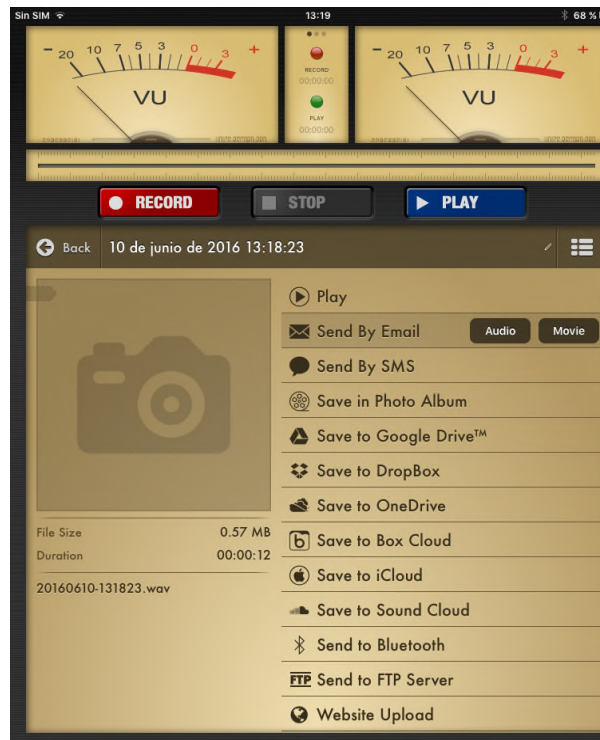 Sin SIM 13:19 68 %
- 20 10 7 5 3 0 3 +
VU
RECORD
00:00:00
PLAY
00:00:00
- 20 10 7 5 3 0 3 +
VU
RECORD STOP PLAY
Back 10 de junio de 2016 13:18:23
Play
Send By Email Audio Movie
Send By SMS
Save in Photo Album
Save to Google Drive™
Save to DropBox
Save to OneDrive
File Size 0.57 MB
Duration 00:00:12
20160610-131823.wav
b Save to Box Cloud
Save to iCloud
Save to Sound Cloud
Send to Bluetooth
FTP Send to FTP Server
Website Upload